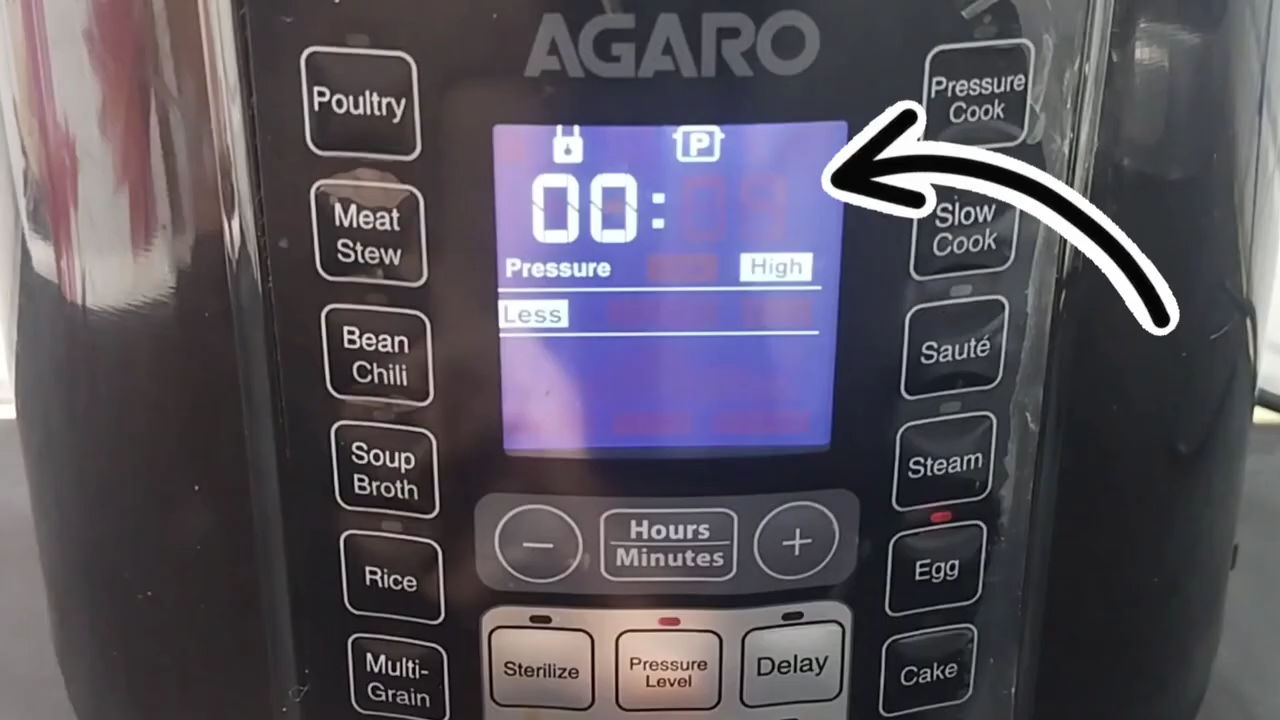 AGARO
Poultry
Meat
Stew
Bean
Chili
Soup
Broth
Rice
Multi-
Grain
P
00:
Pressure High
Less
Hours
Minutes
Sterilize
Pressure
Level
Delay
Pressure
Cook
Slow
Cook
Sauté
Steam
Egg
Cake